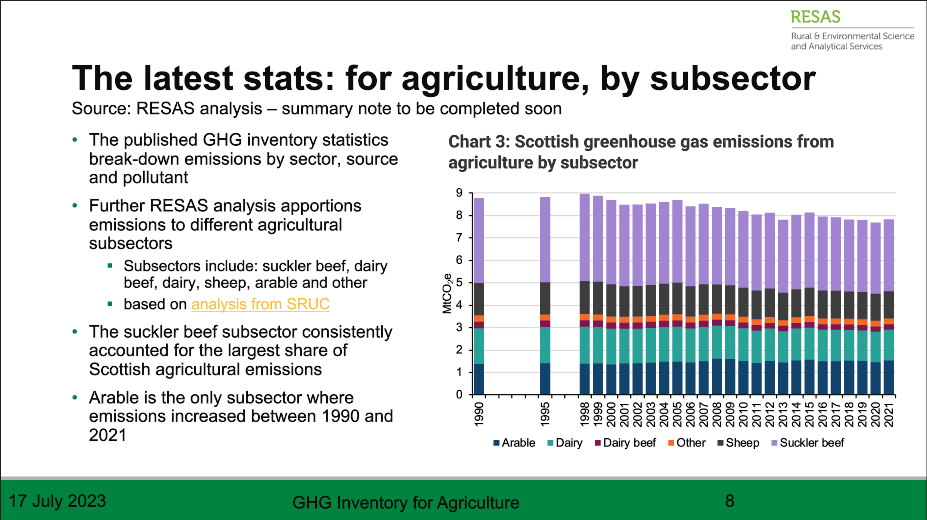 RESAS
Rural & Environmental Science
and Analytical Services
The latest stats: for agriculture, by subsector
Source: RESAS analysis – summary note to be completed soon
• The published GHG inventory statistics
break-down emissions by sector, source
and pollutant
• Further RESAS analysis apportions
emissions to different agricultural
subsectors
▪ Subsectors include: suckler beef, dairy
beef, dairy, sheep, arable and other
▪ based on analysis from SRUC
• The suckler beef subsector consistently
accounted for the largest share of
Scottish agricultural emissions
• Arable is the only subsector where
emissions increased between 1990 and
2021
Chart 3: Scottish greenhouse gas emissions from
agriculture by subsector
MtCO₂e
9
8
7
6
5
4
3
2
1
0
1990
1995
1998
1999
2000
2001
2002
2003
2004
2005
2006
2007
2008
2009
2010
2011
2012
2013
2014
2015
2016
2017
2018
2019
2020
2021
Arable Dairy Dairy beef Other Sheep Suckler beef
17 July 2023 GHG Inventory for Agriculture 8